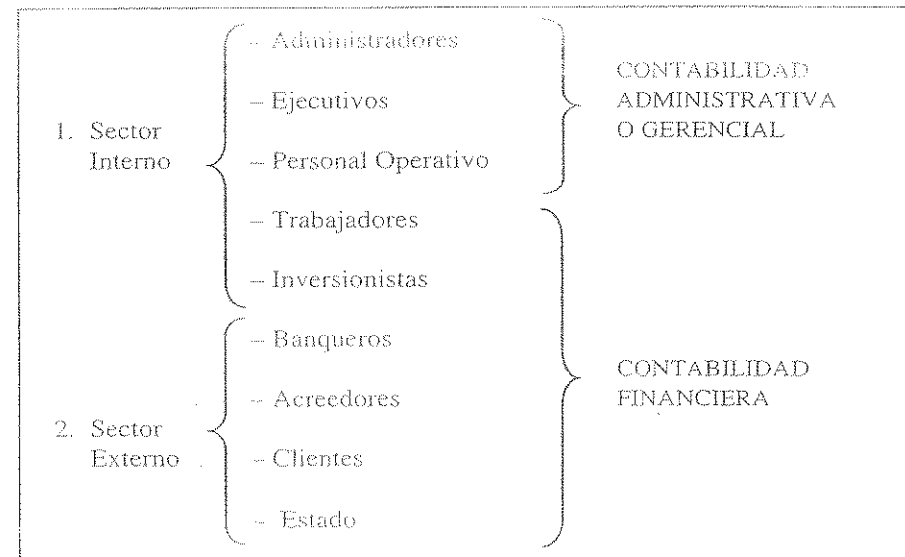 – Administradores
– Ejecutivos
1. Sector
Interno
– Personal Operativo
– Trabajadores
– Inversionistas
CONTABILIDAD
ADMINISTRATIVA
O GERENCIAL
– Banqueros
– Acreedores
2. Sector
Externo
– Clientes
– Estado
CONTABILIDAD
FINANCIERA